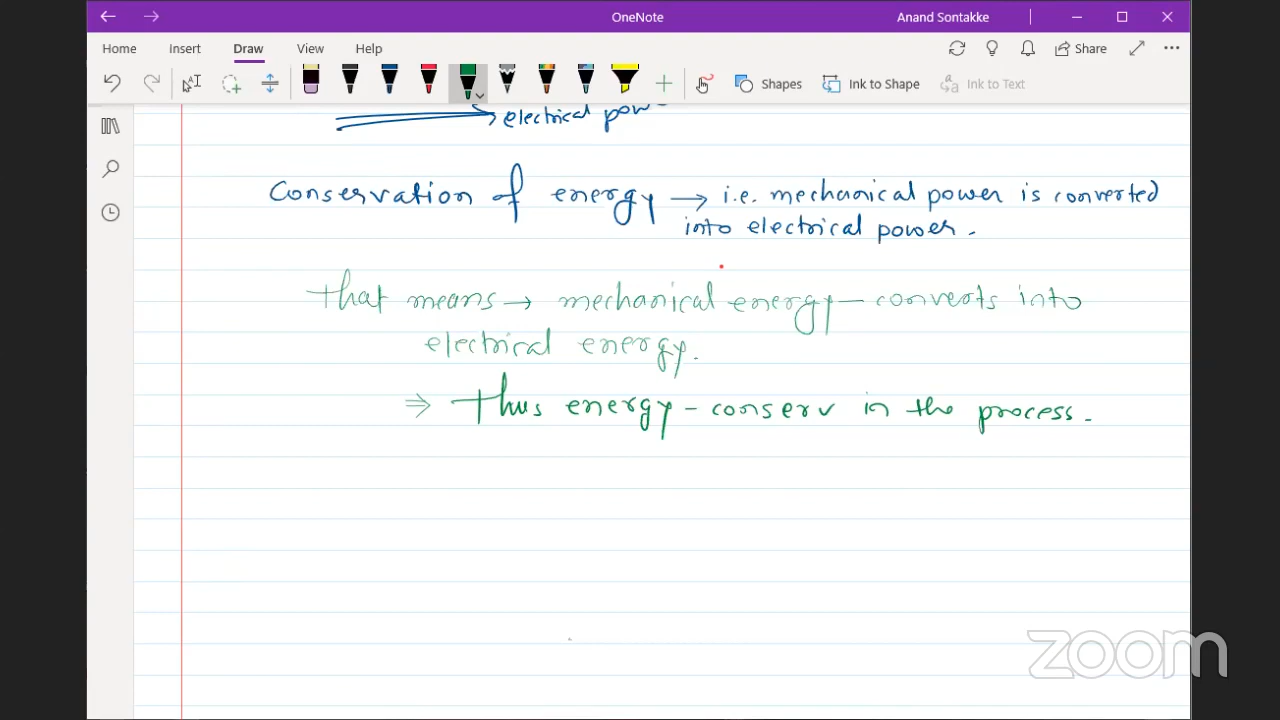 OneNote
Anand Sontakke
Home Insert Draw View Help
Share
Shapes Ink to Shape Ink to Text
electrical
Conservation of energy → i.e. mechanical power is converted
into electrical power.
That means → mechanical energy - converts into
electrical energy.
⇒ Thus energy - conserv in the process.
zoom